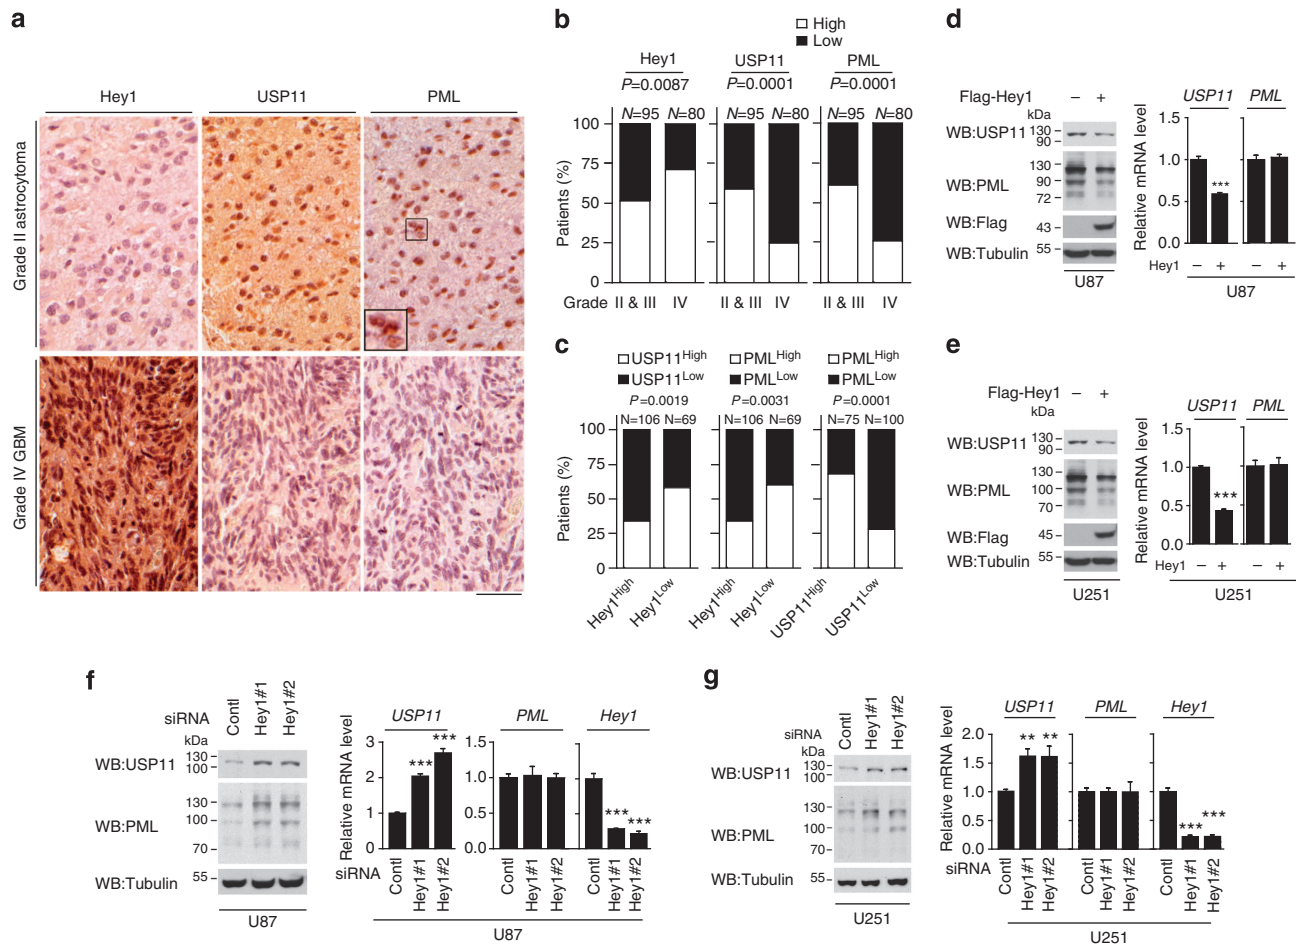 a
Hey1 USP11 PML
Grade II astrocytoma
Grade IV GBM
b
High
Low
Hey1 USP11 PML
P=0.0087 P=0.0001 P=0.0001
N=95 N=80 N=95 N=80 N=95 N=80
Patients (%)
100
75
50
25
0
Grade II & III IV II & III IV II & III IV
c
USP11High PMLHigh PMLHigh
USP11Low PMLLow PMLLow
P=0.0019 P=0.0031 P=0.0001
N=106 N=69 N=106 N=69 N=75 N=100
Patients (%)
100
75
50
25
0
Hey1High Hey1Low Hey1High Hey1Low USP11High USP11Low
d
Flag-Hey1 – +
kDa
WB:USP11 130
90
WB:PML 130
90
72
WB:Flag 43
WB:Tubulin 55
U87
USP11 PML
Relative mRNA level
1.5
1.0
0.5
0.0
***
Hey1 – + – +
U87
e
Flag-Hey1 – +
kDa
WB:USP11 130
90
WB:PML 130
100
70
WB:Flag 45
WB:Tubulin 55
U251
USP11 PML
Relative mRNA level
1.5
1.0
0.5
0
***
Hey1 – + – +
U251
f
siRNA Contl Hey1#1 Hey1#2
kDa
WB:USP11 130
100
WB:PML 130
100
70
WB:Tubulin 55
U87
USP11 PML Hey1
Relative mRNA level
3
2
1
0
*** ***
1.5
1.0
0.5
0.0
*** ***
siRNA Contl Hey1#1 Hey1#2 Contl Hey1#1 Hey1#2 Contl Hey1#1 Hey1#2
U87
g
siRNA Contl Hey1#1 Hey1#2
kDa
WB:USP11 130
100
WB:PML 130
100
70
WB:Tubulin 55
U251
USP11 PML Hey1
Relative mRNA level
2.0
1.5
1.0
0.5
0.0
** **
*** ***
siRNA Contl Hey1#1 Hey1#2 Contl Hey1#1 Hey1#2 Contl Hey1#1 Hey1#2
U251